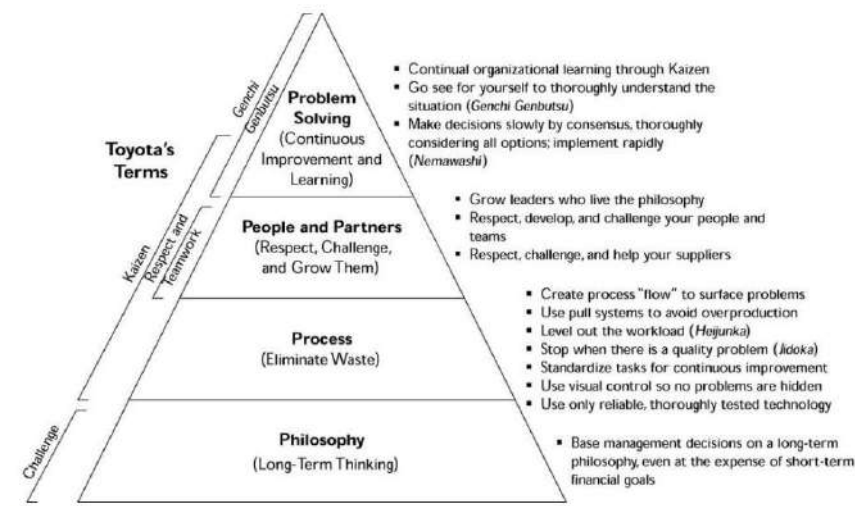 Toyota's
Terms
Genchi
Genbutsu
Kaizen
Respect and
Teamwork
Challenge
Problem
Solving
(Continuous
Improvement and
Learning)
▪ Continual organizational learning through Kaizen
▪ Go see for yourself to thoroughly understand the
situation (Genchi Genbutsu)
▪ Make decisions slowly by consensus, thoroughly
considering all options; implement rapidly
(Nemawashi)
People and Partners
(Respect, Challenge,
and Grow Them)
▪ Grow leaders who live the philosophy
▪ Respect, develop, and challenge your people and
teams
▪ Respect, challenge, and help your suppliers
Process
(Eliminate Waste)
▪ Create process "flow" to surface problems
▪ Use pull systems to avoid overproduction
▪ Level out the workload (Heijunka)
▪ Stop when there is a quality problem (Jidoka)
▪ Standardize tasks for continuous improvement
▪ Use visual control so no problems are hidden
▪ Use only reliable, thoroughly tested technology
Philosophy
(Long-Term Thinking)
▪ Base management decisions on a long-term
philosophy, even at the expense of short-term
financial goals